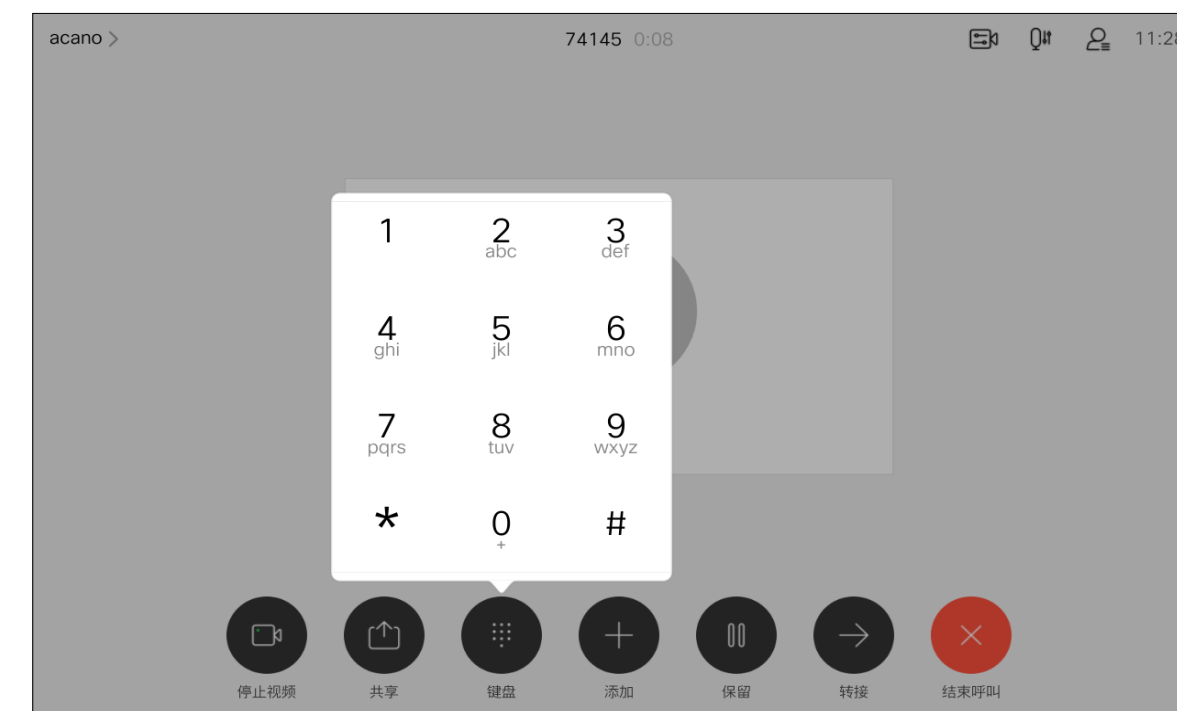 acano
74145 0:08
11:28
1 2 3
abc def
4 5 6
ghi jkl mno
7 8 9
pqrs tuv wxyz
* 0 #
+
停止视频 共享 键盘 添加 保留 转接 结束呼叫